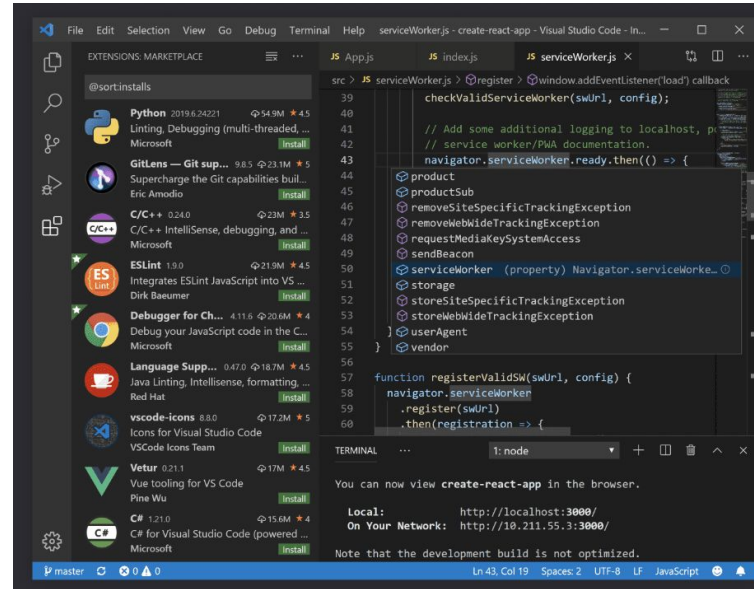 File Edit Selection View Go Debug Terminal Help serviceWorker.js - create-react-app - Visual Studio Code - In...
EXTENSIONS: MARKETPLACE
@sort:installs
Python 2019.6.24221 54.9M ★ 4.5
Linting, Debugging (multi-threaded, ...
Microsoft Install
GitLens — Git sup... 9.8.5 23.1M ★ 5
Supercharge the Git capabilities buil...
Eric Amodio Install
C/C++ 0.24.0 23M ★ 3.5
C/C++ IntelliSense, debugging, and ...
Microsoft Install
ESLint 1.9.0 21.9M ★ 4.5
Integrates ESLint JavaScript into VS ...
Dirk Baeumer Install
Debugger for Ch... 4.11.6 20.6M ★ 4
Debug your JavaScript code in the C...
Microsoft Install
Language Supp... 0.47.0 18.7M ★ 4.5
Java Linting, Intellisense, formatting, ...
Red Hat Install
vscode-icons 8.8.0 17.2M ★ 5
Icons for Visual Studio Code
VSCode Icons Team Install
Vetur 0.21.1 17M ★ 4.5
Vue tooling for VS Code
Pine Wu Install
C# 1.21.0 15.6M ★ 4
C# for Visual Studio Code (powered ...
Microsoft Install
C/C++
ES
Lint
C#
JS App.js JS index.js JS serviceWorker.js ×
src > JS serviceWorker.js > register > window.addEventListener('load') callback
39 checkValidServiceWorker(swUrl, config);
40
41 // Add some additional logging to localhost, po
42 // service worker/PWA documentation.
43 navigator.serviceWorker.ready.then(() => {
44 product
45 productSub
46 removeSiteSpecificTrackingException
47 removeWebWideTrackingException
48 requestMediaKeySystemAccess
49 sendBeacon
50 serviceWorker (property) Navigator.serviceWorke...
51 storage
52 storeSiteSpecificTrackingException
53 storeWebWideTrackingException
54 } userAgent
55 } vendor
56
57 function registerValidSW(swUrl, config) {
58 navigator.serviceWorker
59 .register(swUrl)
60 .then(registration => {
TERMINAL ... 1: node
You can now view create-react-app in the browser.
Local: http://localhost:3000/
On Your Network: http://10.211.55.3:3000/
Note that the development build is not optimized.
master 0 0 Ln 43, Col 19 Spaces: 2 UTF-8 LF JavaScript